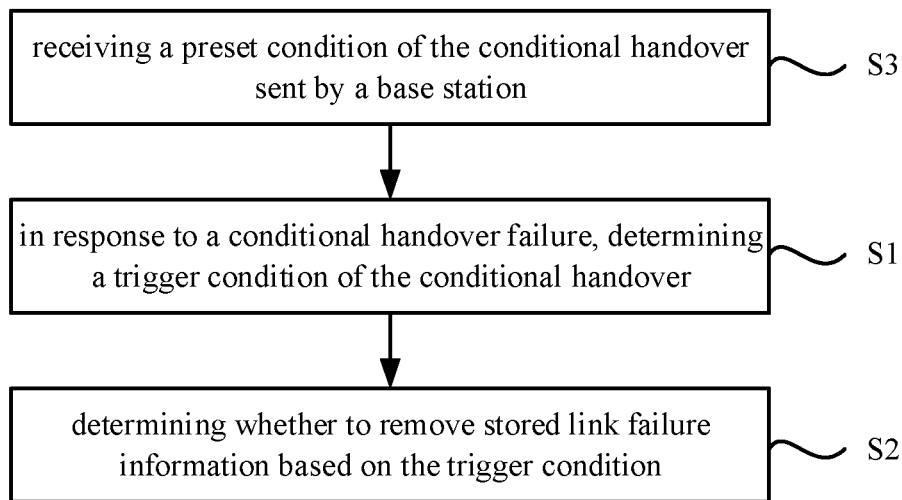 receiving a preset condition of the conditional handover
sent by a base station
S3
in response to a conditional handover failure, determining
a trigger condition of the conditional handover
S1
determining whether to remove stored link failure
information based on the trigger condition
S2